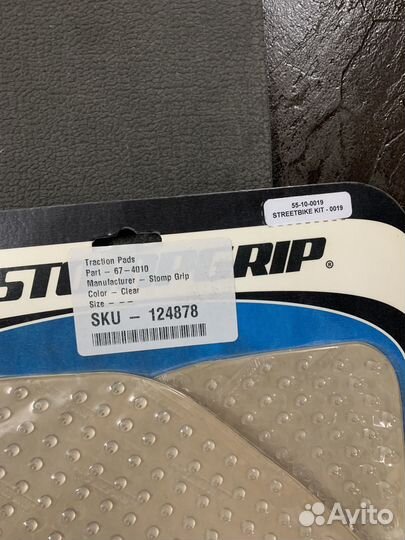 55-10-0019
STREETBIKE KIT - 0019
Traction Pads
Part - 67-4010
Manufacturer - Stomp Grip
Color - Clear
Size - - -
SKU - 124878
STOMPGRIP®
Avito